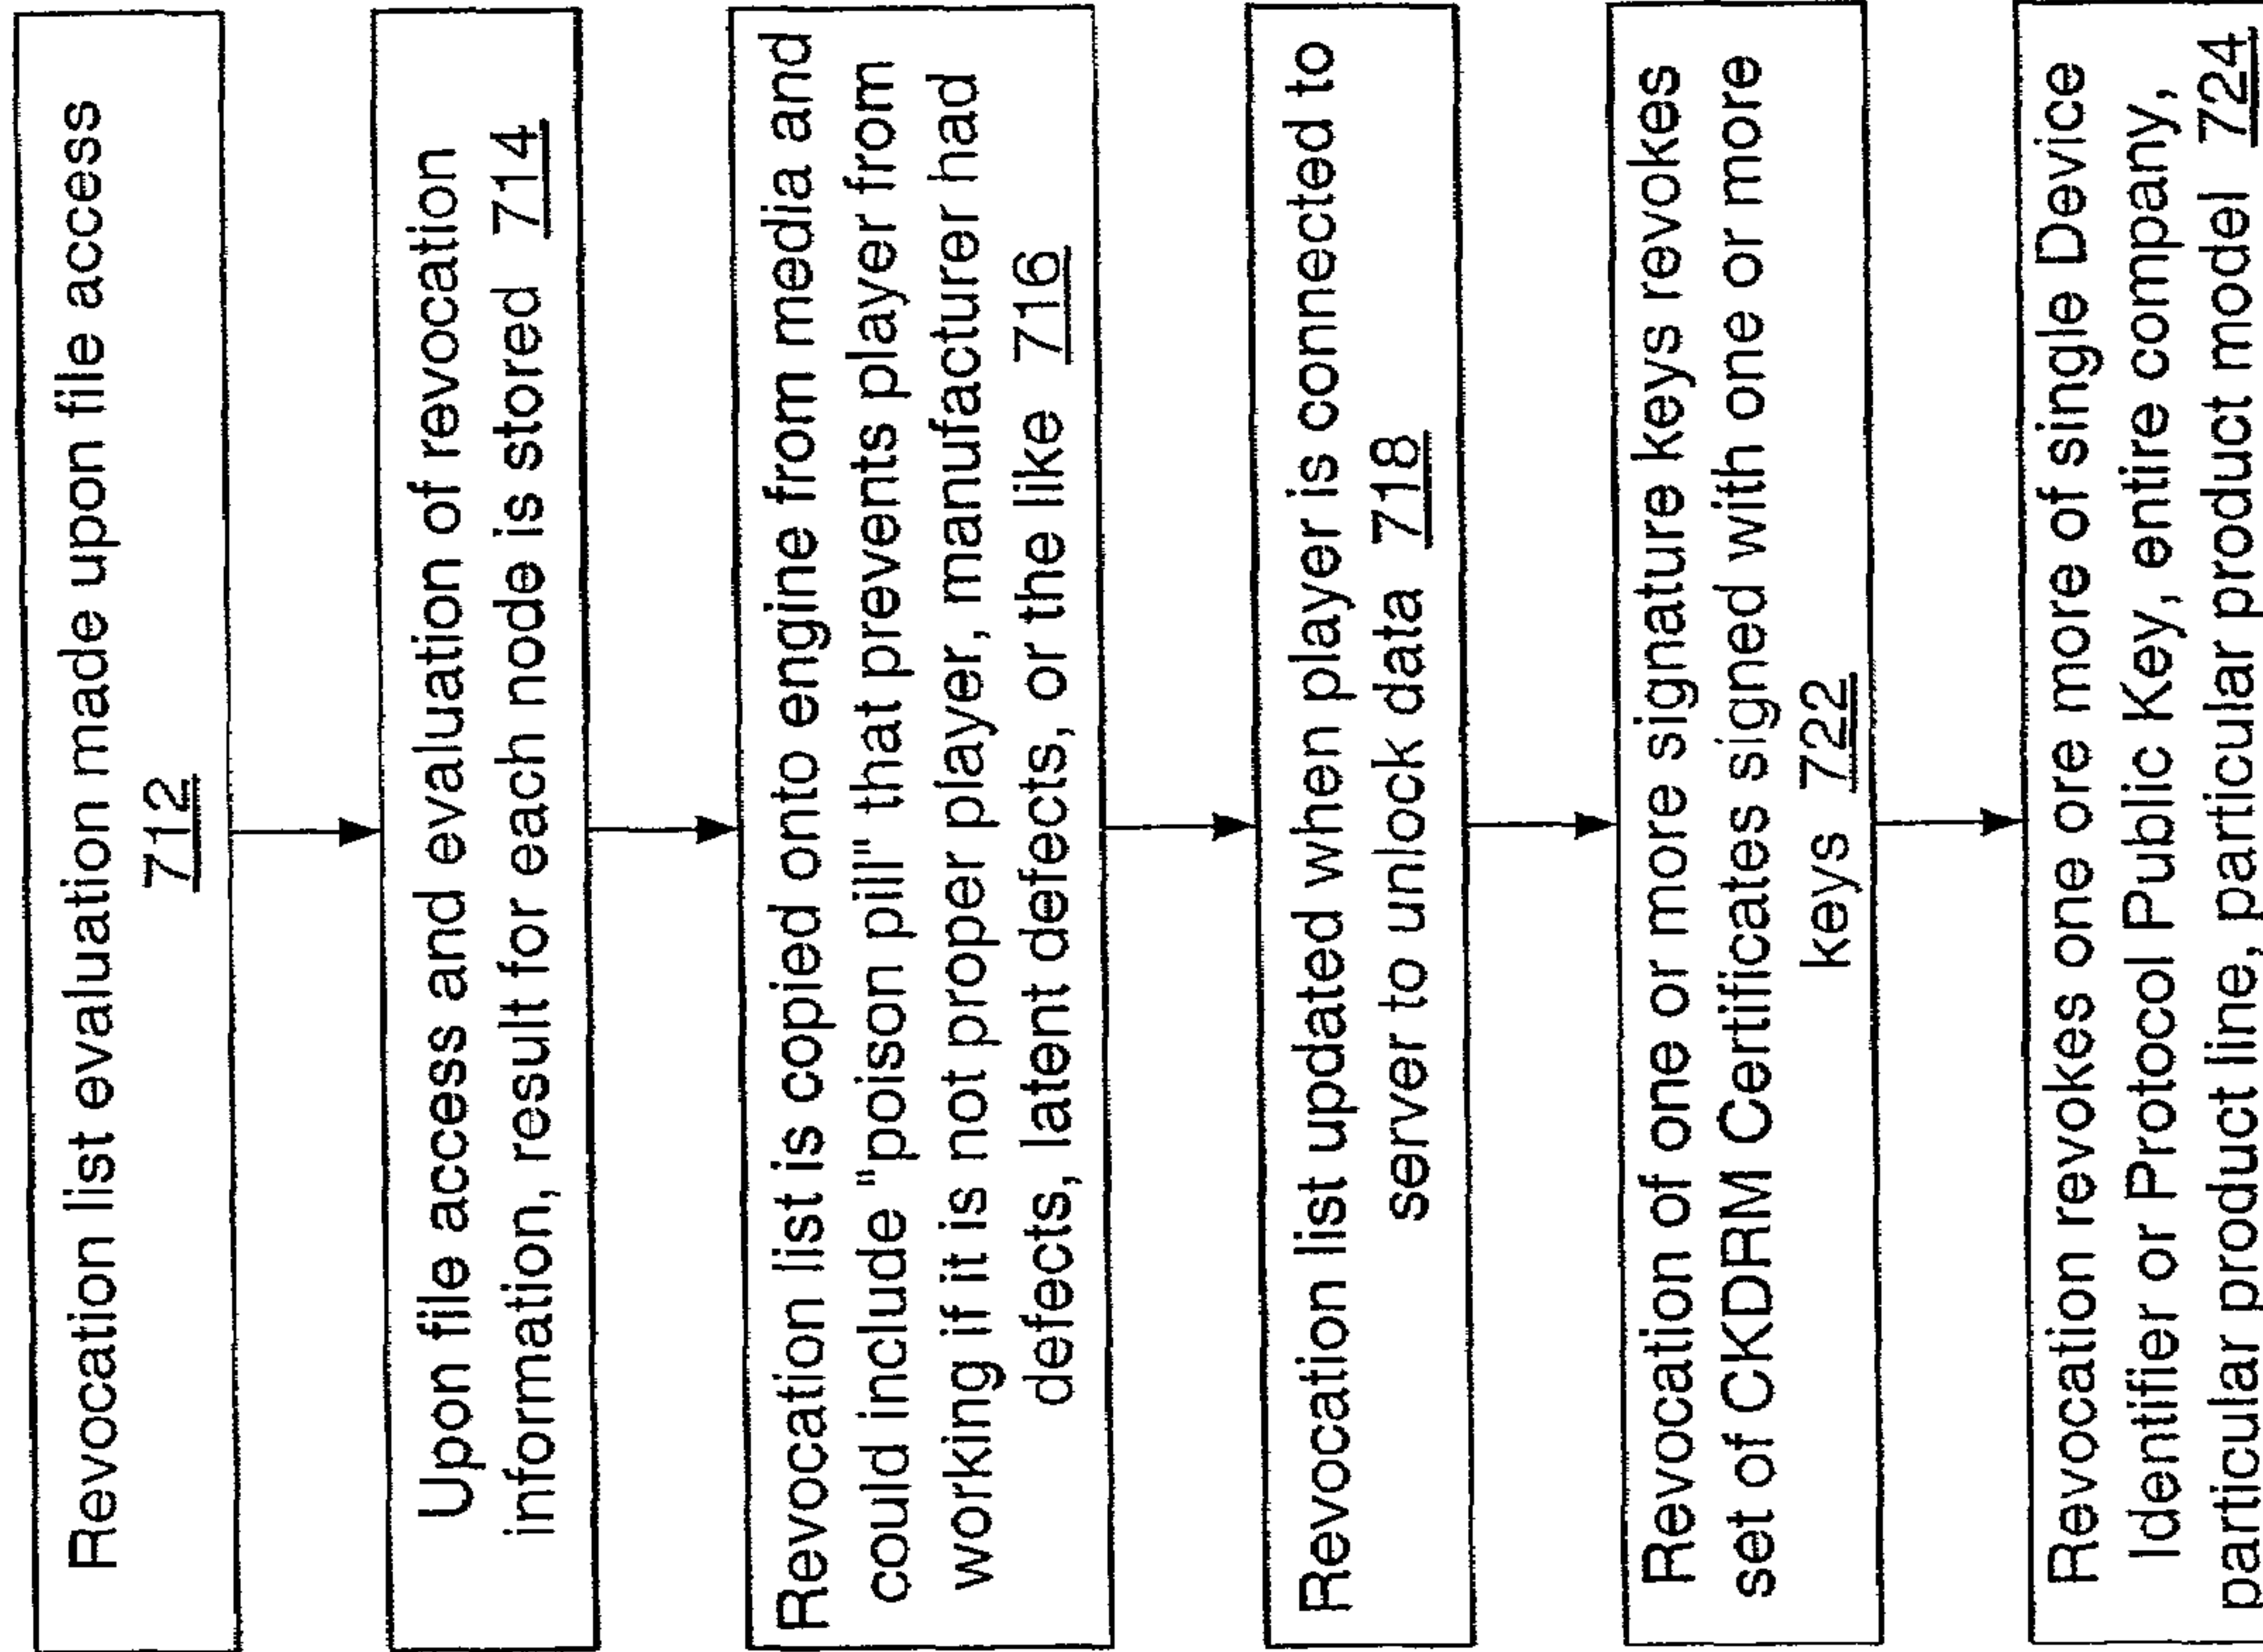 Revocation list evaluation made upon file access
712
Upon file access and evaluation of revocation
information, result for each node is stored 714
Revocation list is copied onto engine from media and
could include "poison pill" that prevents player from
working if it is not proper player, manufacturer had
defects, latent defects, or the like 716
Revocation list updated when player is connected to
server to unlock data 718
Revocation of one or more signature keys revokes
set of CKDRM Certificates signed with one or more
keys 722
Revocation revokes one ore more of single Device
Identifier or Protocol Public Key, entire company,
particular product line, particular product model 724